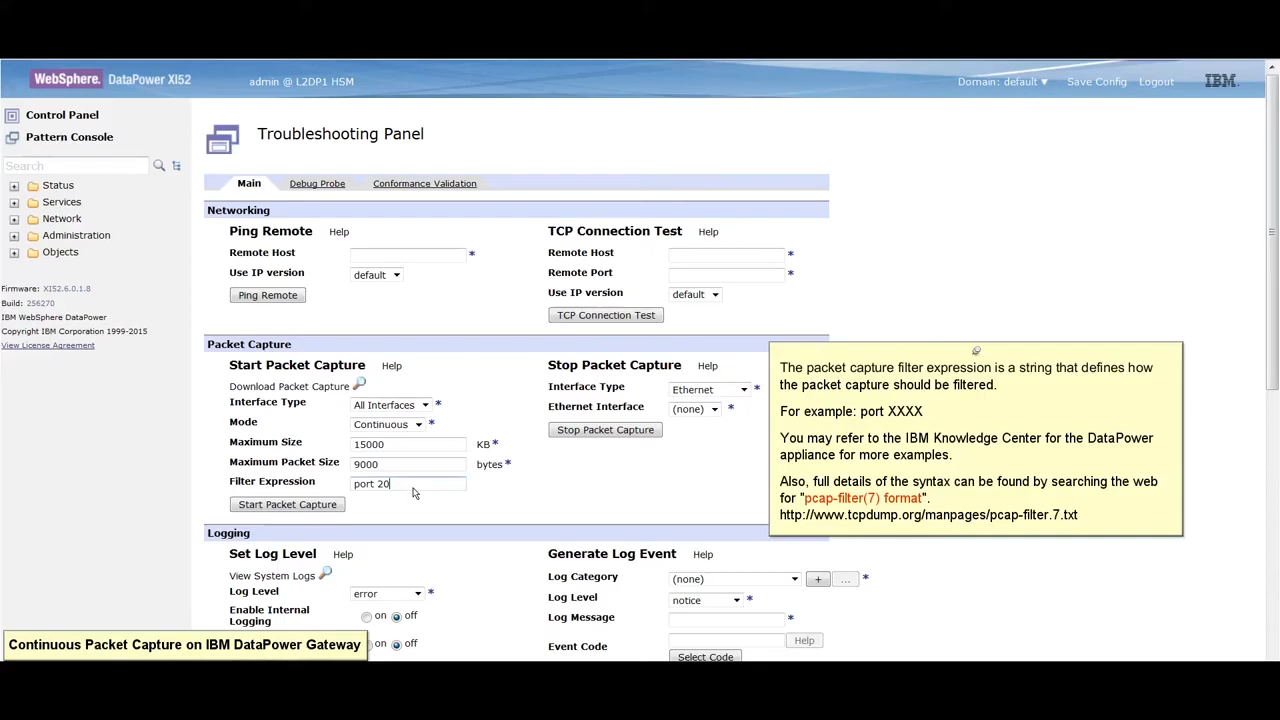 WebSphere. DataPower XI52
admin @ L2DP1 HSM
Domain: default ▾
Save Config
Logout
IBM
Control Panel
Pattern Console
Search
Status
Services
Network
Administration
Objects
Firmware: XI52.6.0.1.8
Build: 256270
IBM WebSphere DataPower
Copyright IBM Corporation 1999-2015
View License Agreement
Troubleshooting Panel
Main
Debug Probe
Conformance Validation
Networking
Ping Remote Help
Remote Host *
Use IP version default
Ping Remote
TCP Connection Test Help
Remote Host *
Remote Port *
Use IP version default
TCP Connection Test
Packet Capture
Start Packet Capture Help
Download Packet Capture
Interface Type All Interfaces *
Mode Continuous *
Maximum Size 15000 KB *
Maximum Packet Size 9000 bytes *
Filter Expression port 20
Start Packet Capture
Stop Packet Capture Help
Interface Type Ethernet *
Ethernet Interface (none) *
Stop Packet Capture
The packet capture filter expression is a string that defines how
the packet capture should be filtered.
For example: port XXXX
You may refer to the IBM Knowledge Center for the DataPower
appliance for more examples.
Also, full details of the syntax can be found by searching the web
for "pcap-filter(7) format".
http://www.tcpdump.org/manpages/pcap-filter.7.txt
Logging
Set Log Level Help
View System Logs
Log Level error *
Enable Internal
Logging
on off
off
Generate Log Event Help
Log Category (none) + ... *
Log Level notice *
Log Message *
Event Code Help
Select Code
Continuous Packet Capture on IBM DataPower Gateway